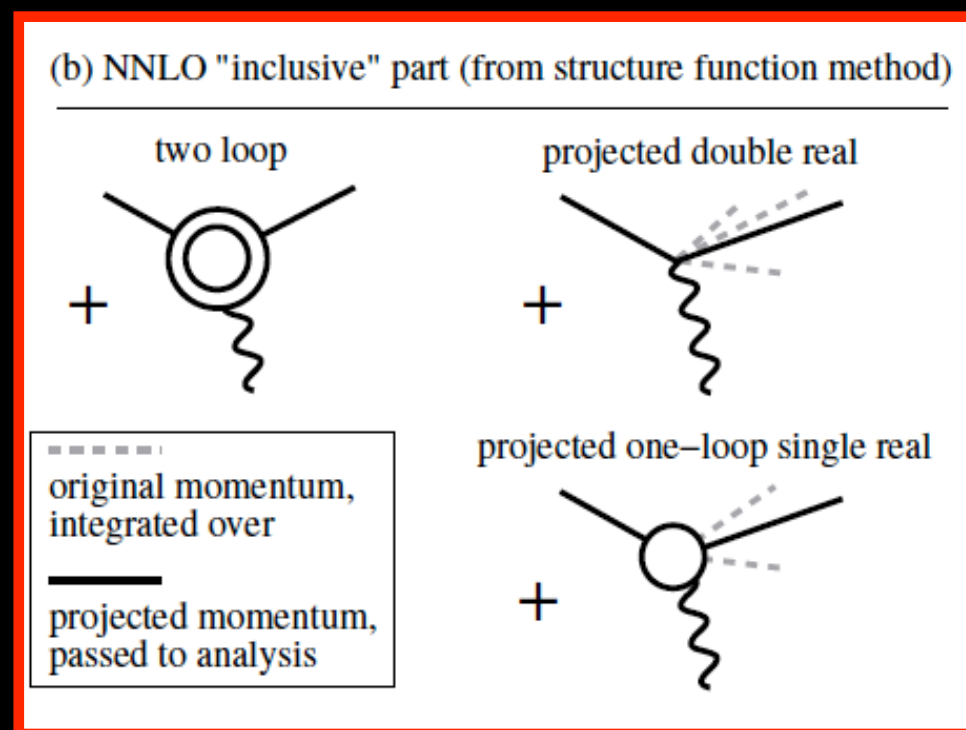 (b) NNLO "inclusive" part (from structure function method)
two loop
projected double real
+
+
original momentum,
integrated over
projected momentum,
passed to analysis
projected one−loop single real
+